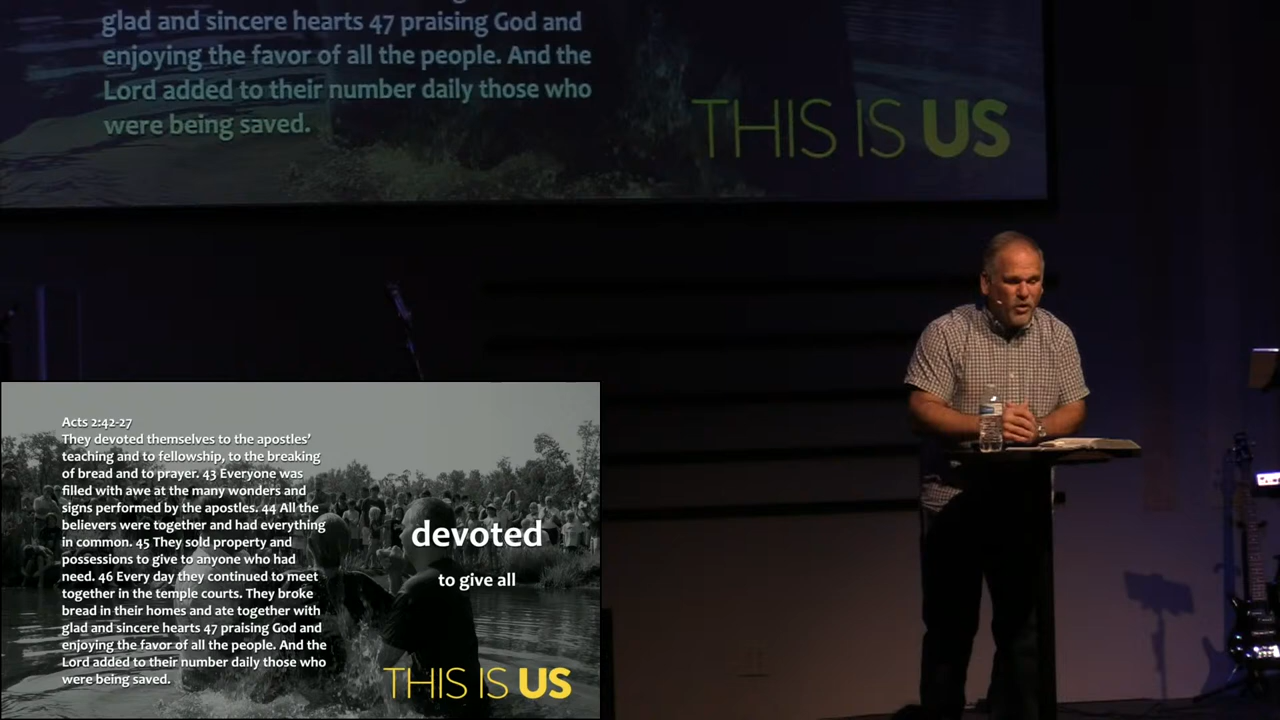 glad and sincere hearts 47 praising God and
enjoying the favor of all the people. And the
Lord added to their number daily those who
were being saved.
THIS IS US
Acts 2:42-27
They devoted themselves to the apostles'
teaching and to fellowship, to the breaking
of bread and to prayer. 43 Everyone was
filled with awe at the many wonders and
signs performed by the apostles. 44 All the
believers were together and had everything
in common. 45 They sold property and
possessions to give to anyone who had
need. 46 Every day they continued to meet
together in the temple courts. They broke
bread in their homes and ate together with
glad and sincere hearts 47 praising God and
enjoying the favor of all the people. And the
Lord added to their number daily those who
were being saved.
devoted
to give all
THIS IS US